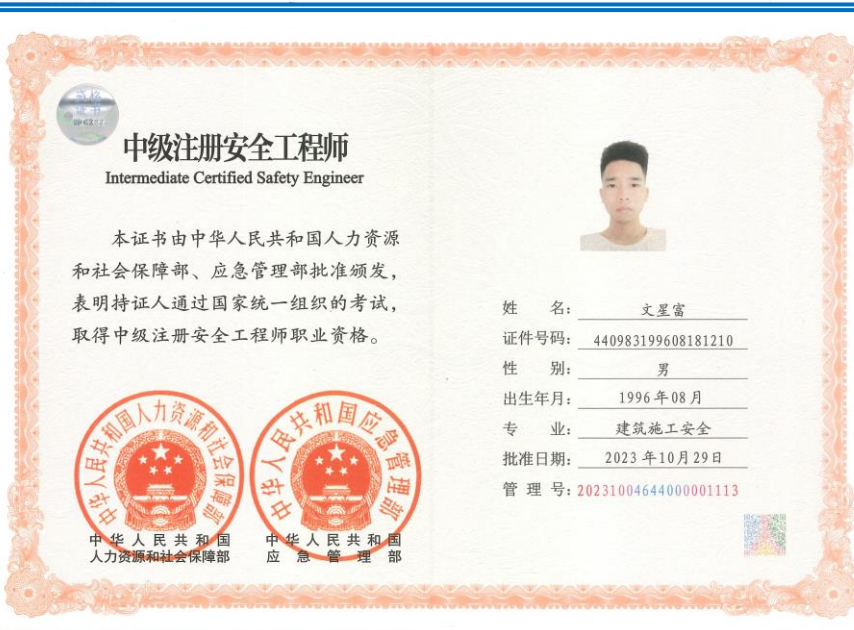 中级注册安全工程师
Intermediate Certified Safety Engineer
本证书由中华人民共和国人力资源
和社会保障部、应急管理部批准颁发，
表明持证人通过国家统一组织的考试，
取得中级注册安全工程师职业资格。
中华人民共和国人力资源和社会保障部
中华人民共和国应急管理部
中华人民共和国
人力资源和社会保障部
中华人民共和国
应急管理部
姓 名： 文星富
证件号码： 440983199608181210
性 别： 男
出生年月： 1996年08月
专 业： 建筑施工安全
批准日期： 2023年10月29日
管 理 号： 20231004644000001113